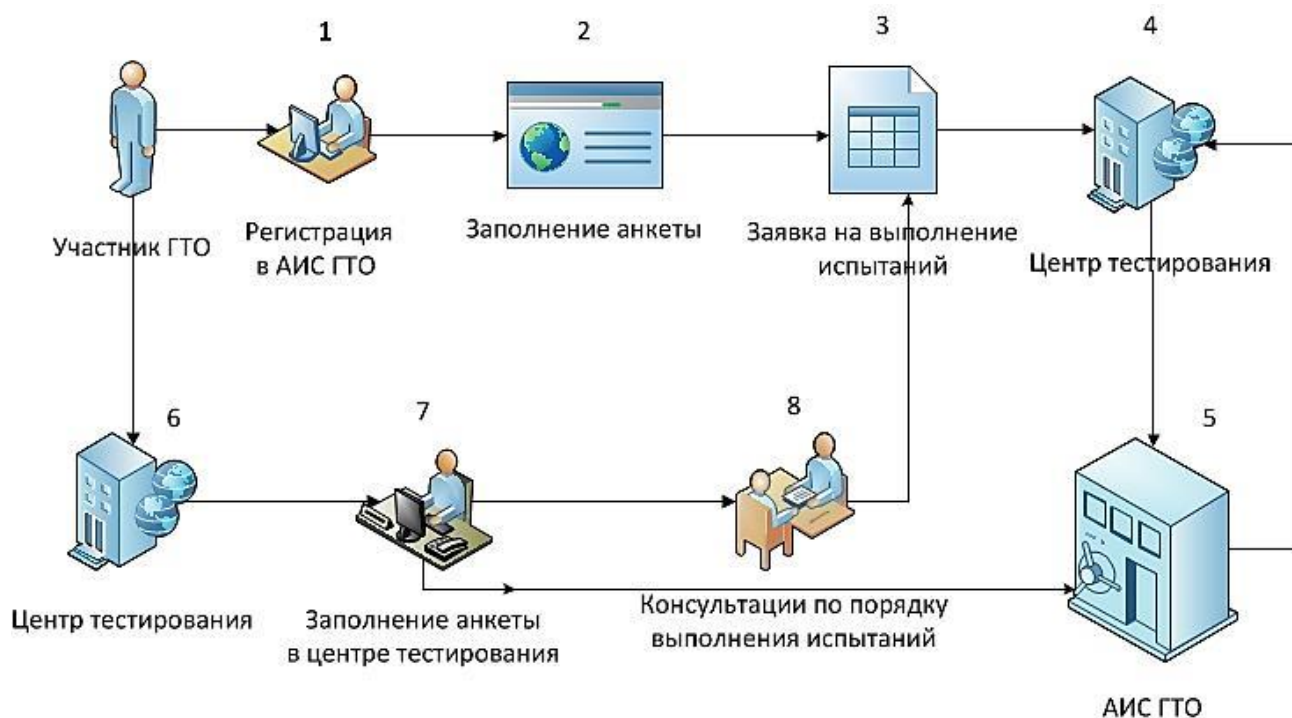 1
2
3
4
Участник ГТО
Регистрация
в АИС ГТО
Заполнение анкеты
Заявка на выполнение
испытаний
Центр тестирования
6
7
8
5
Центр тестирования
Заполнение анкеты
в центре тестирования
Консультации по порядку
выполнения испытаний
АИС ГТО